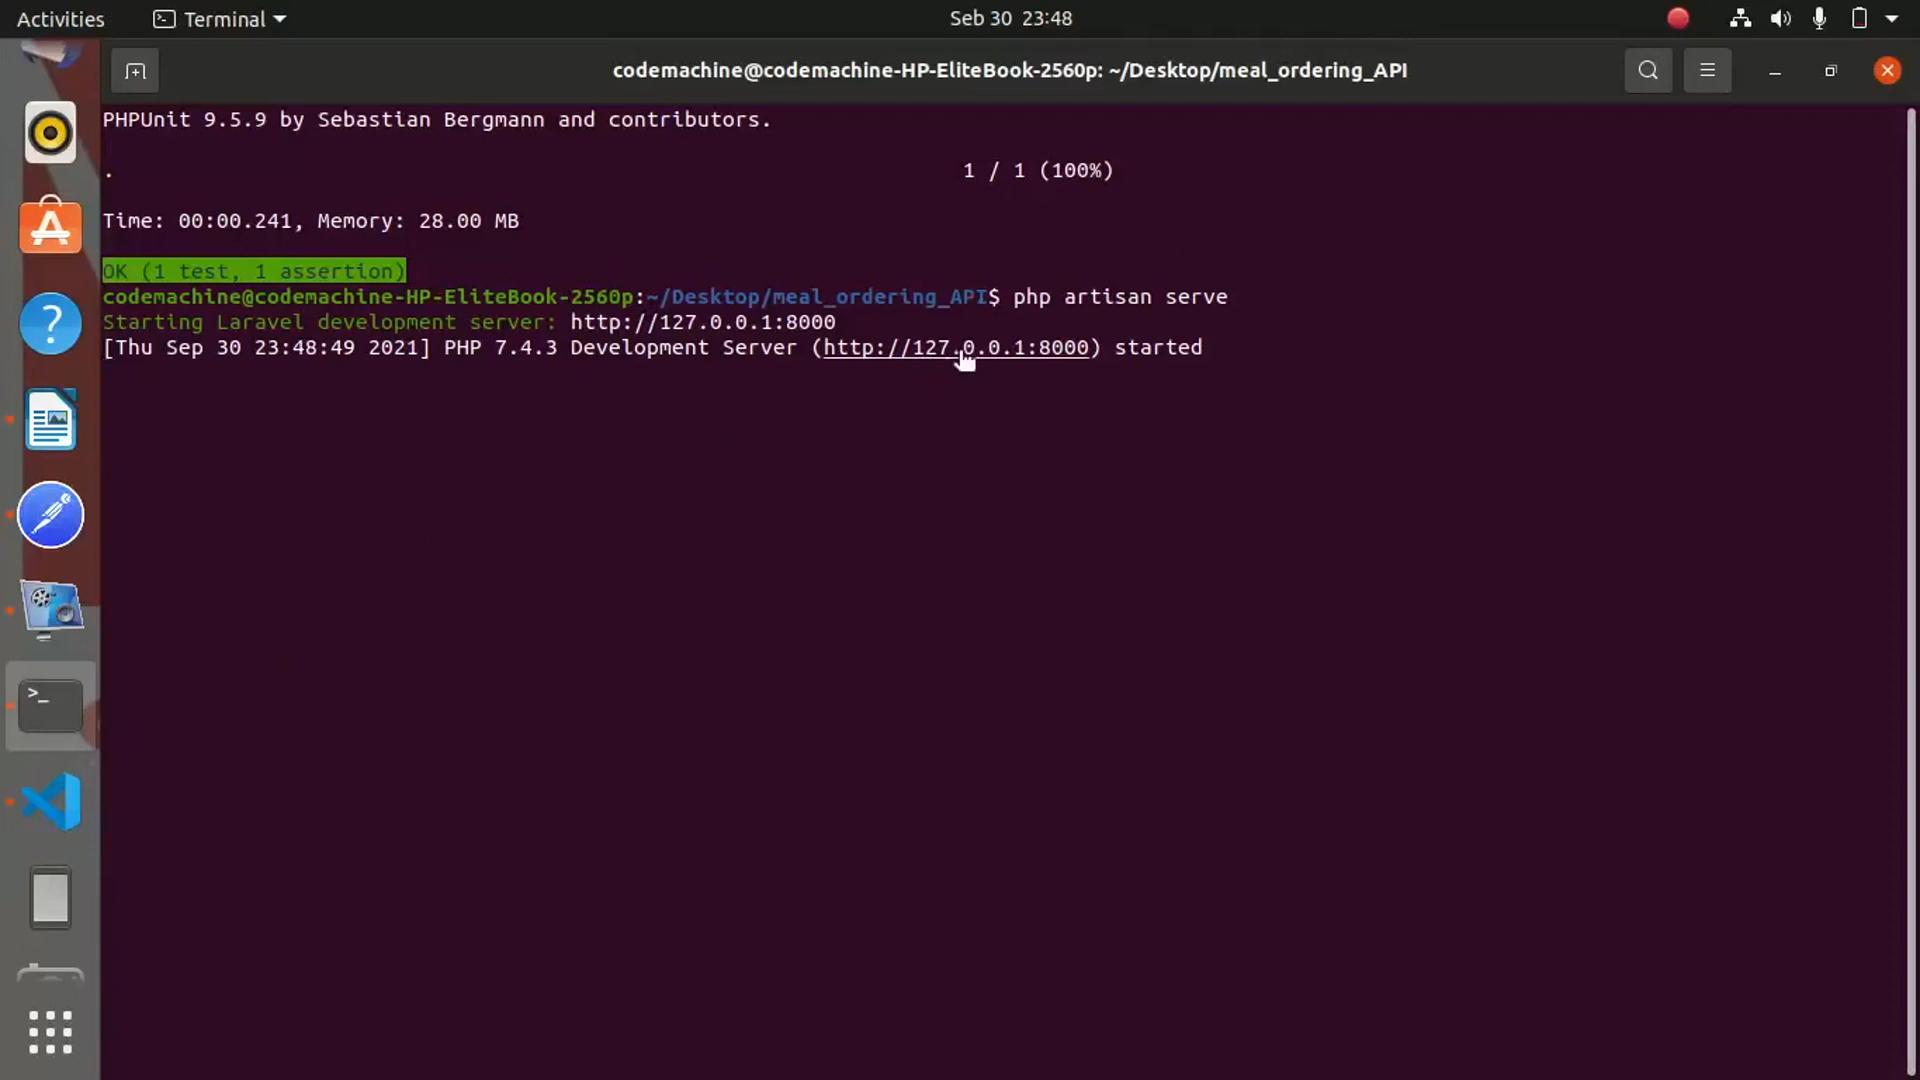 Activities Terminal Seb 30 23:48
codemachine@codemachine-HP-EliteBook-2560p: ~/Desktop/meal_ordering_API
PHPUnit 9.5.9 by Sebastian Bergmann and contributors.
. 1 / 1 (100%)
Time: 00:00.241, Memory: 28.00 MB
OK (1 test, 1 assertion)
codemachine@codemachine-HP-EliteBook-2560p:~/Desktop/meal_ordering_API$ php artisan serve
Starting Laravel development server: http://127.0.0.1:8000
[Thu Sep 30 23:48:49 2021] PHP 7.4.3 Development Server (http://127.0.0.1:8000) started